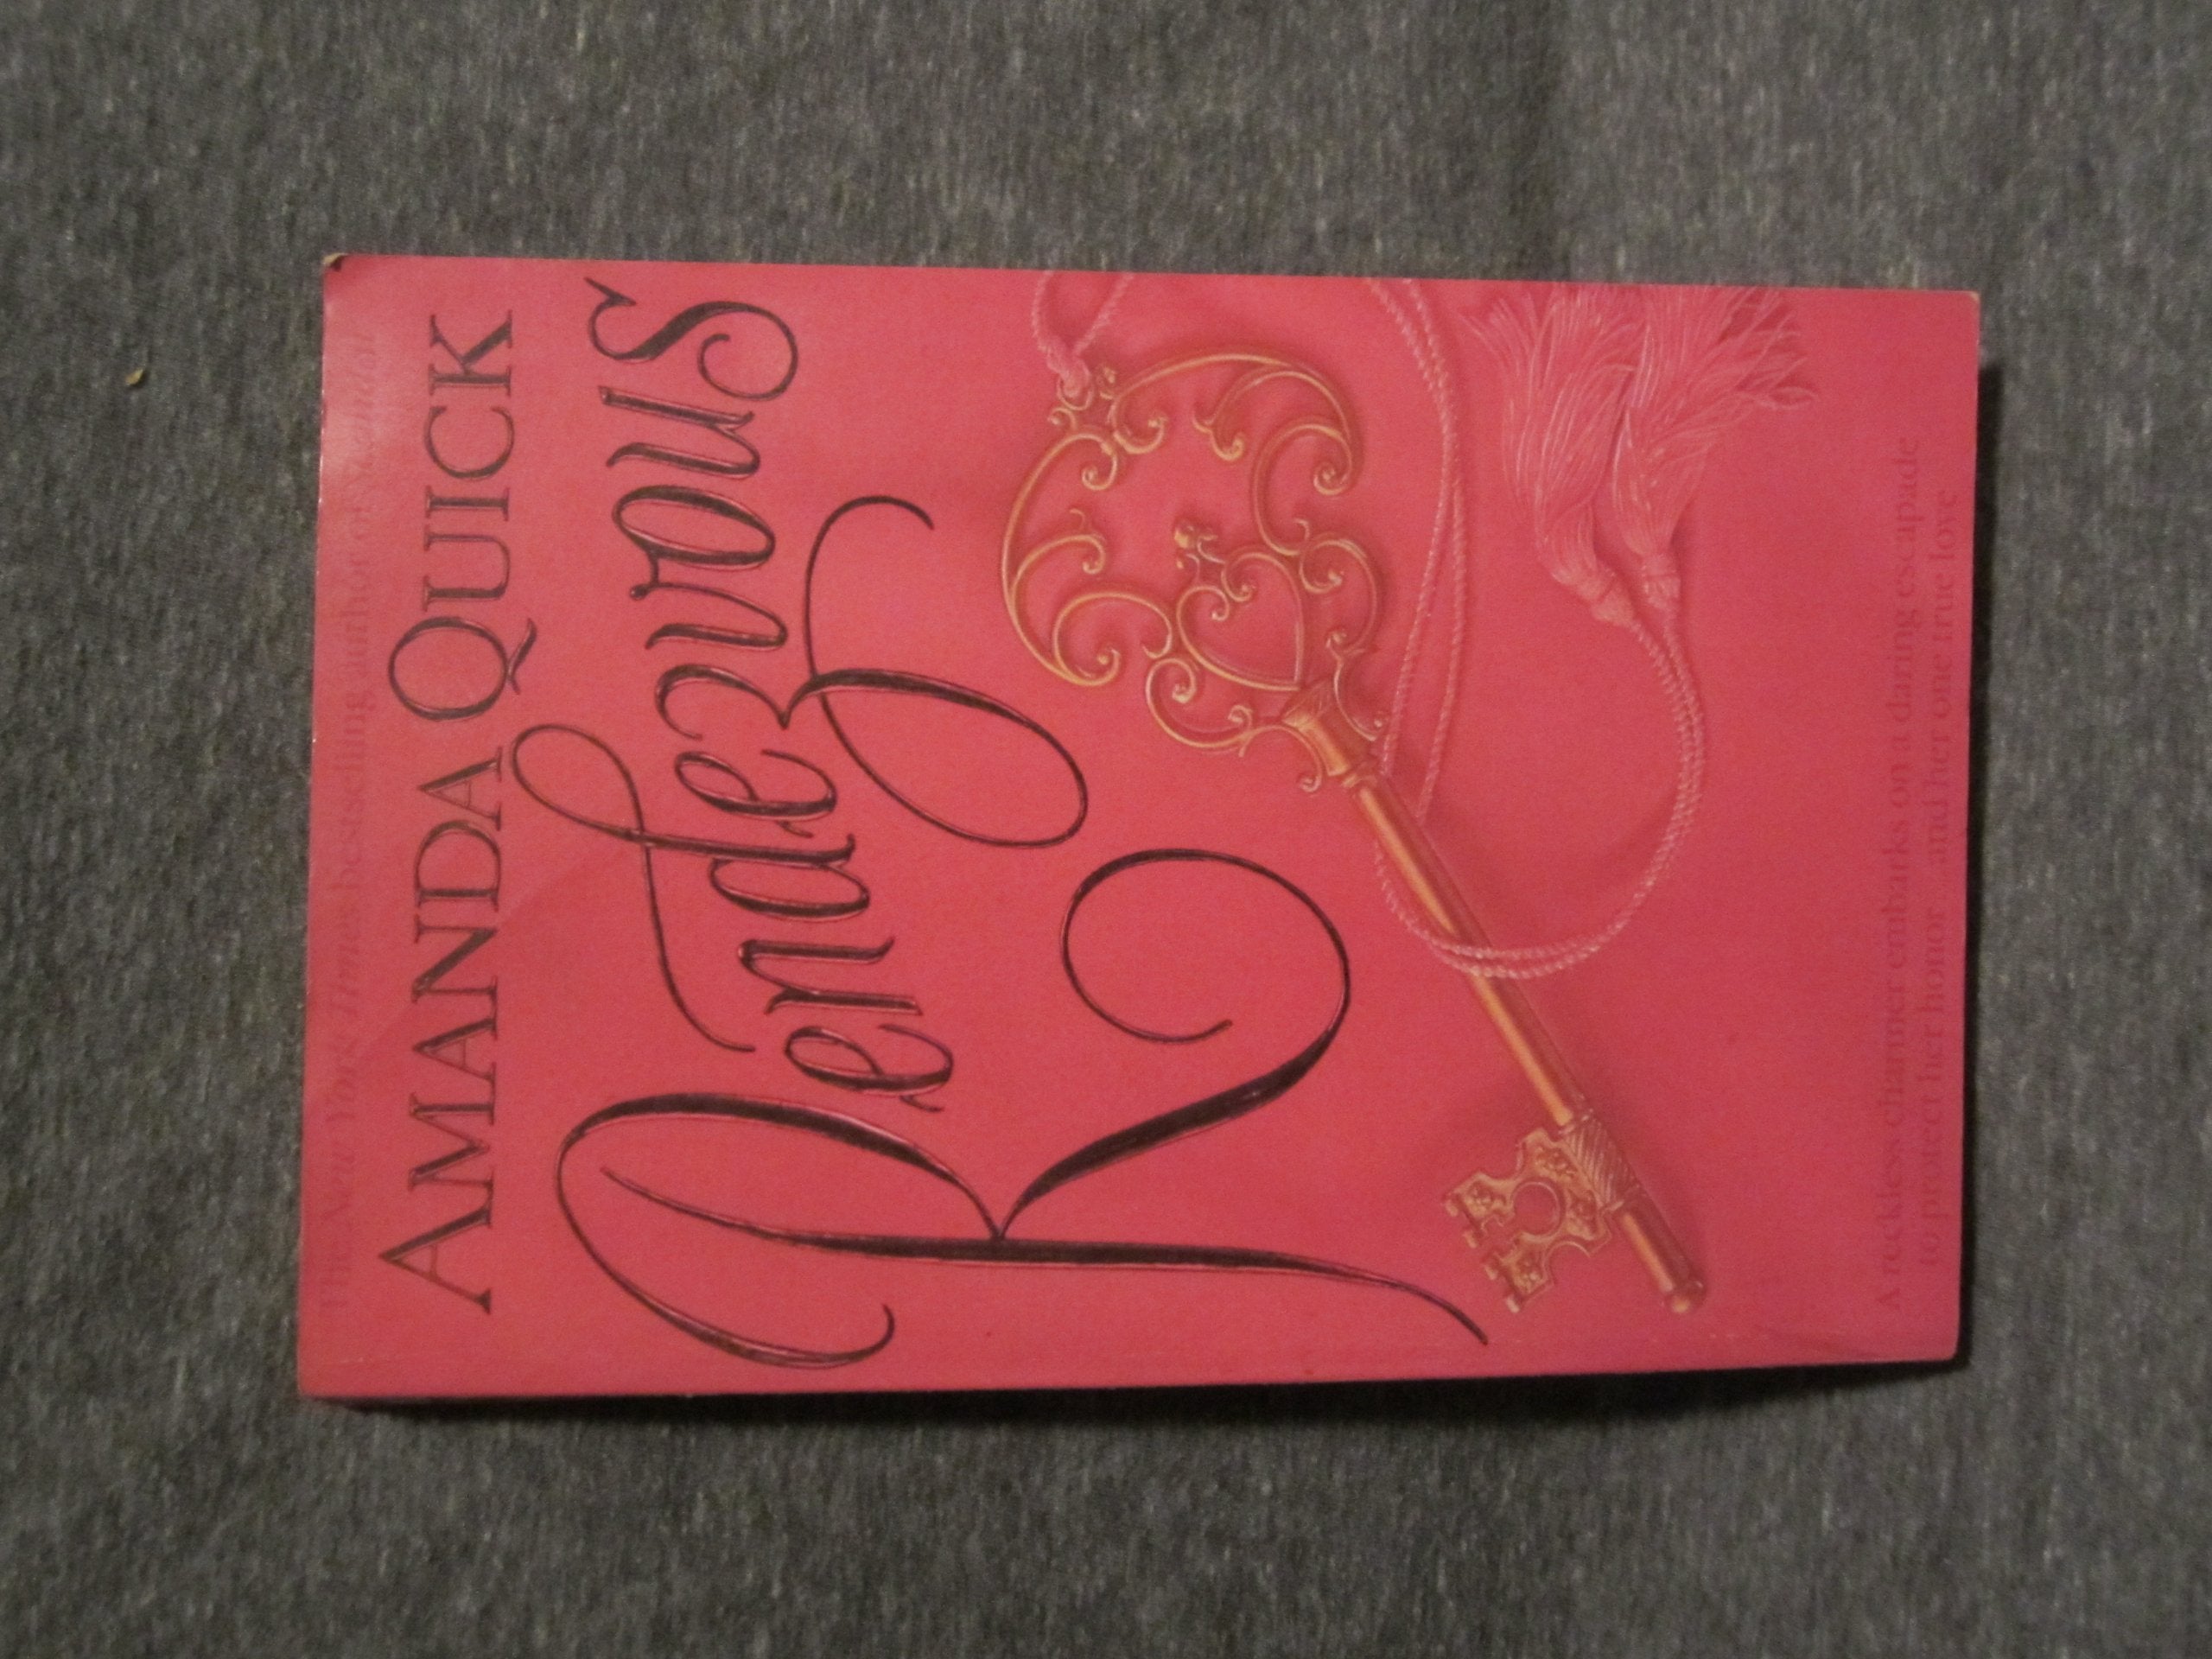 The New York Times bestselling author of Scandal
AMANDA QUICK
Rendezvous
A reckless charmer embarks on a daring escapade
to protect her honor...and her one true love